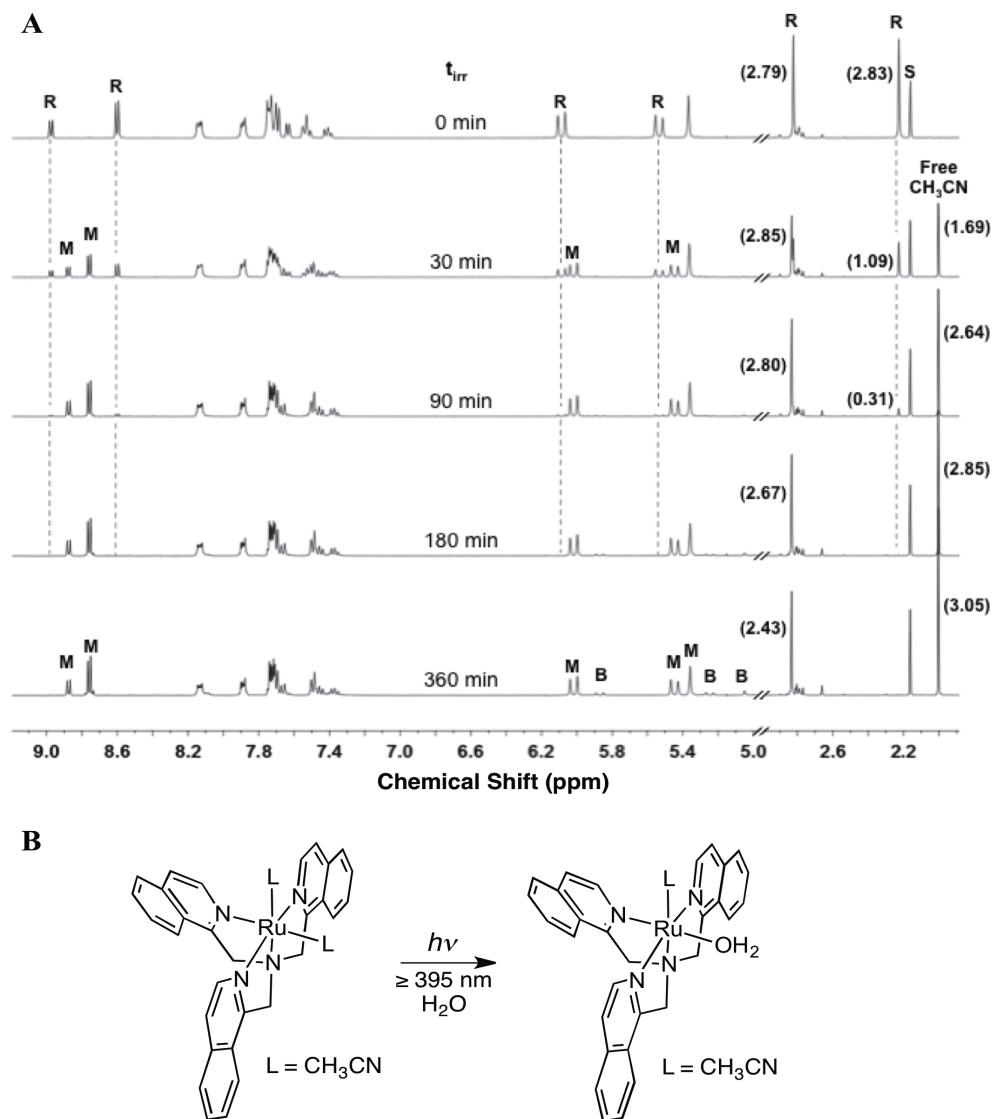 A
R
R
t_irr
0 min
R
R
R
(2.79)
R
(2.83)
S
Free
CH₃CN
M
M
30 min
M
M
(2.85)
(1.09)
(1.69)
90 min
(2.80)
(0.31)
(2.64)
180 min
(2.67)
(2.85)
M
M
360 min
M
B
M
M
B
B
(2.43)
(3.05)
9.0 8.6 8.2 7.8 7.4 7.0 6.6 6.2 5.8 5.4 5.0 2.6 2.2
Chemical Shift (ppm)
B
L
N
N
Ru
L
N
N
L = CH₃CN
hν
≥ 395 nm
H₂O
L
N
N
Ru
OH₂
N
N
L = CH₃CN